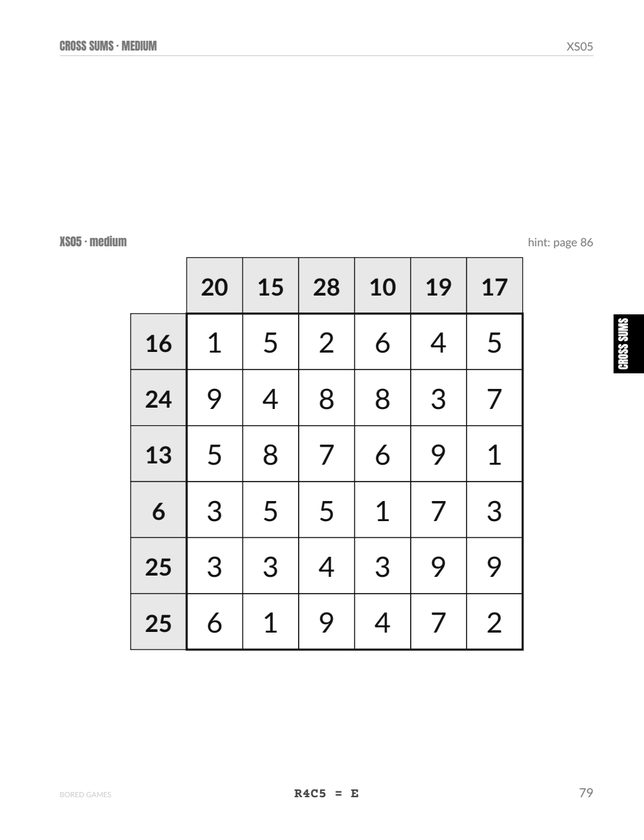 CROSS SUMS · MEDIUM XS05
XS05 · medium hint: page 86
20 15 28 10 19 17
16 1 5 2 6 4 5
24 9 4 8 8 3 7
13 5 8 7 6 9 1
6 3 5 5 1 7 3
25 3 3 4 3 9 9
25 6 1 9 4 7 2
CROSS SUMS
BORED GAMES R4C5 = E 79